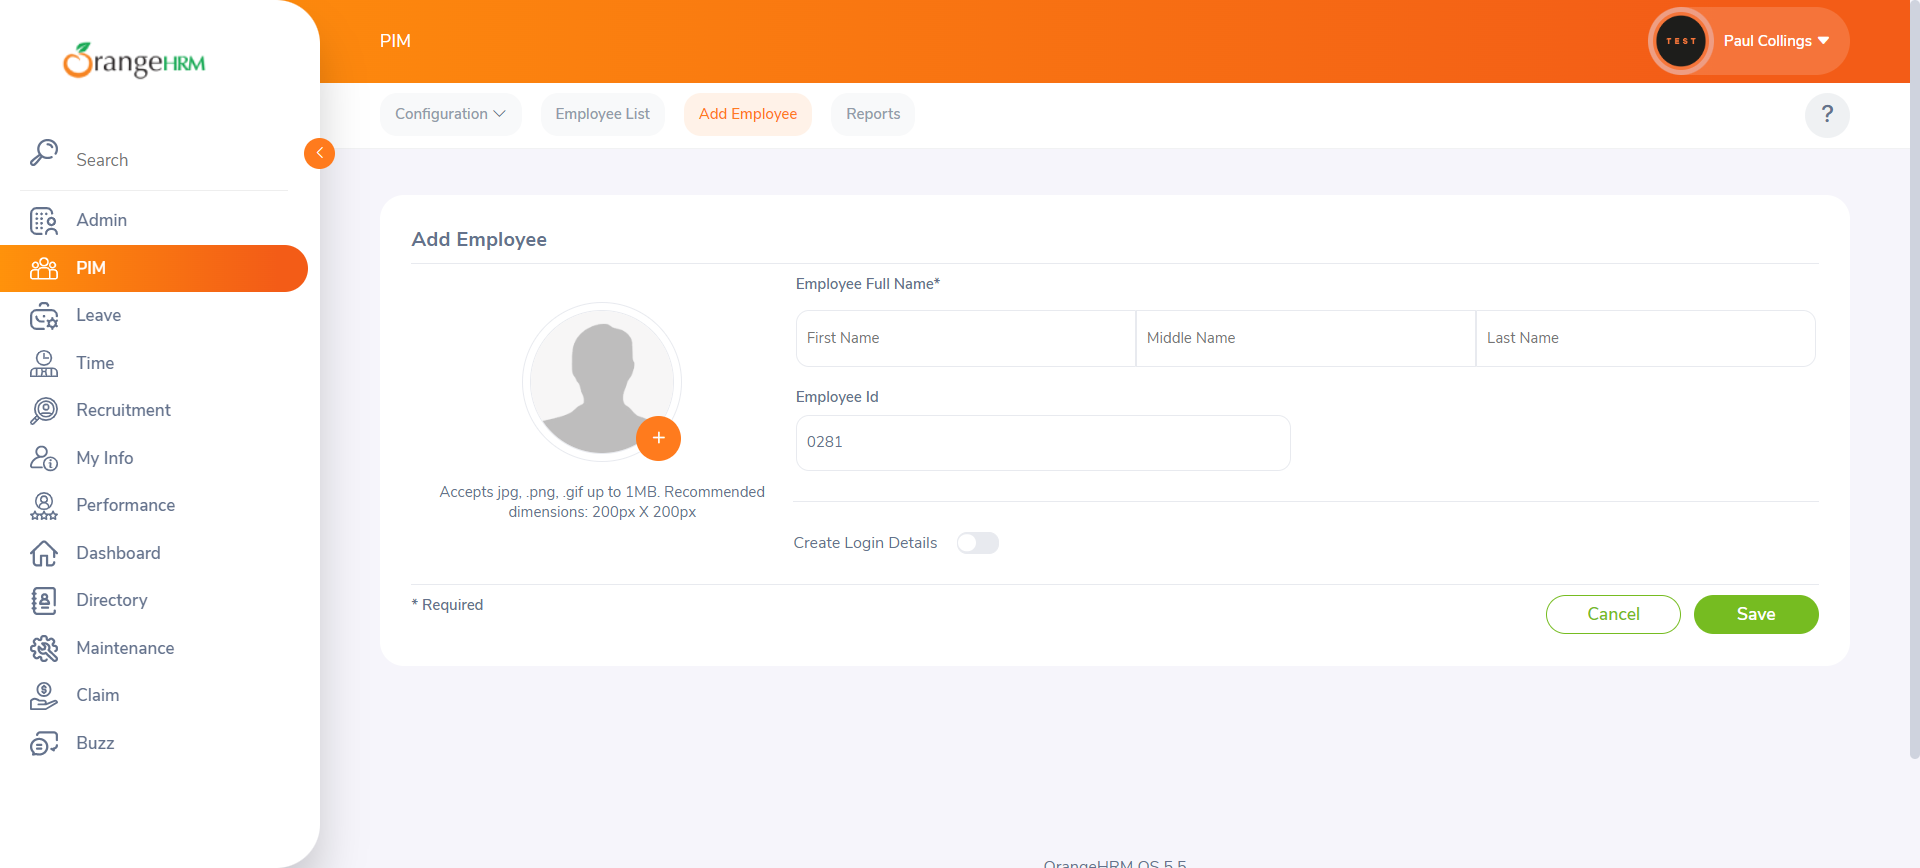 OrangeHRM
PIM
TEST
Paul Collings
Configuration
Employee List
Add Employee
Reports
?
Search
Admin
PIM
Leave
Time
Recruitment
My Info
Performance
Dashboard
Directory
Maintenance
Claim
Buzz
Add Employee
Employee Full Name*
First Name
Middle Name
Last Name
Employee Id
0281
+
Accepts jpg, .png, .gif up to 1MB. Recommended
dimensions: 200px X 200px
Create Login Details
* Required
Cancel
Save
OrangeHRM OS 5.5